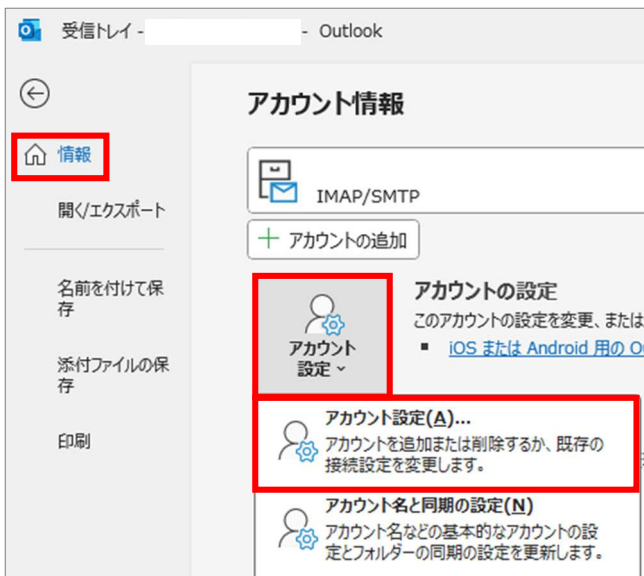 受信トレイ - - Outlook
アカウント情報
情報
IMAP/SMTP
開く/エクスポート
アカウントの追加
名前を付けて保
存
アカウントの設定
このアカウントの設定を変更、または
アカウント
設定
iOS または Android 用の
添付ファイルの保
存
アカウント設定(A)...
アカウントを追加または削除するか、既存の
接続設定を変更します。
印刷
アカウント名と同期の設定(N)
アカウント名などの基本的なアカウントの設
定とフォルダーの同期の設定を更新します。